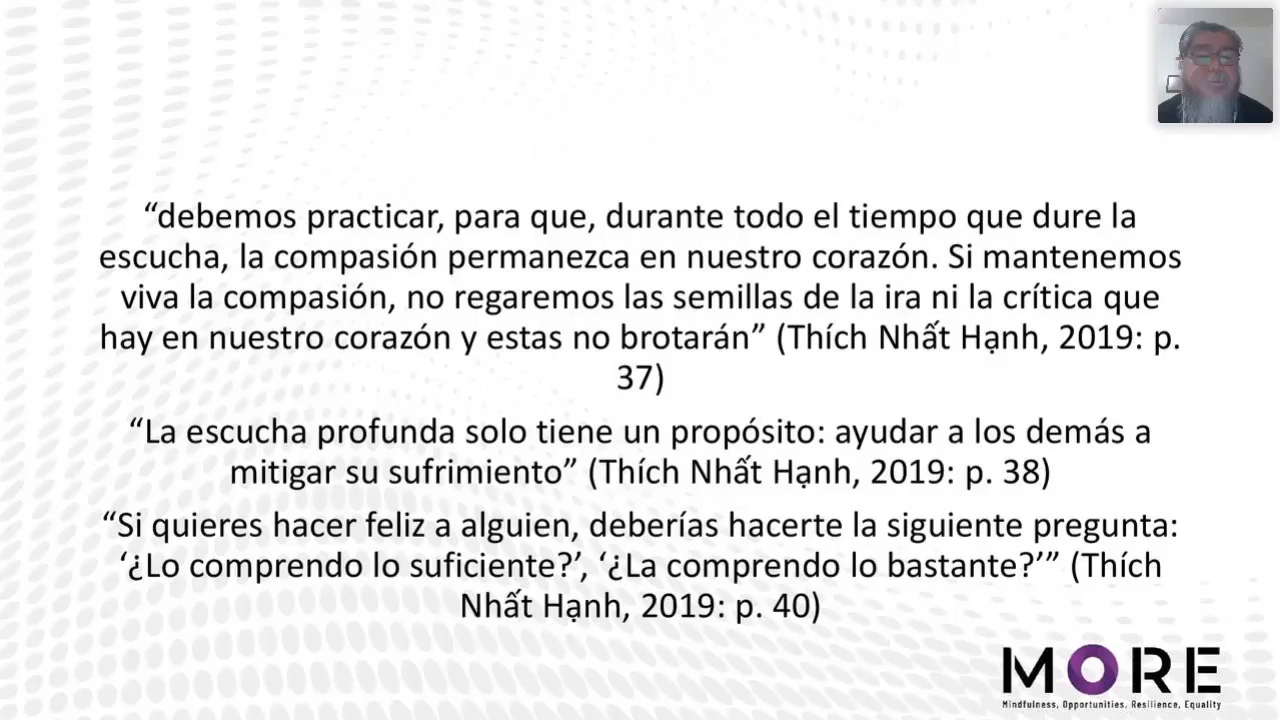 “debemos practicar, para que, durante todo el tiempo que dure la
escucha, la compasión permanezca en nuestro corazón. Si mantenemos
viva la compasión, no regaremos las semillas de la ira ni la crítica que
hay en nuestro corazón y estas no brotarán” (Thích Nhất Hạnh, 2019: p.
37)
“La escucha profunda solo tiene un propósito: ayudar a los demás a
mitigar su sufrimiento” (Thích Nhất Hạnh, 2019: p. 38)
“Si quieres hacer feliz a alguien, deberías hacerte la siguiente pregunta:
‘¿Lo comprendo lo suficiente?’, ‘¿La comprendo lo bastante?’” (Thích
Nhất Hạnh, 2019: p. 40)
MORE
Mindfulness, Opportunities, Resilience, Equality